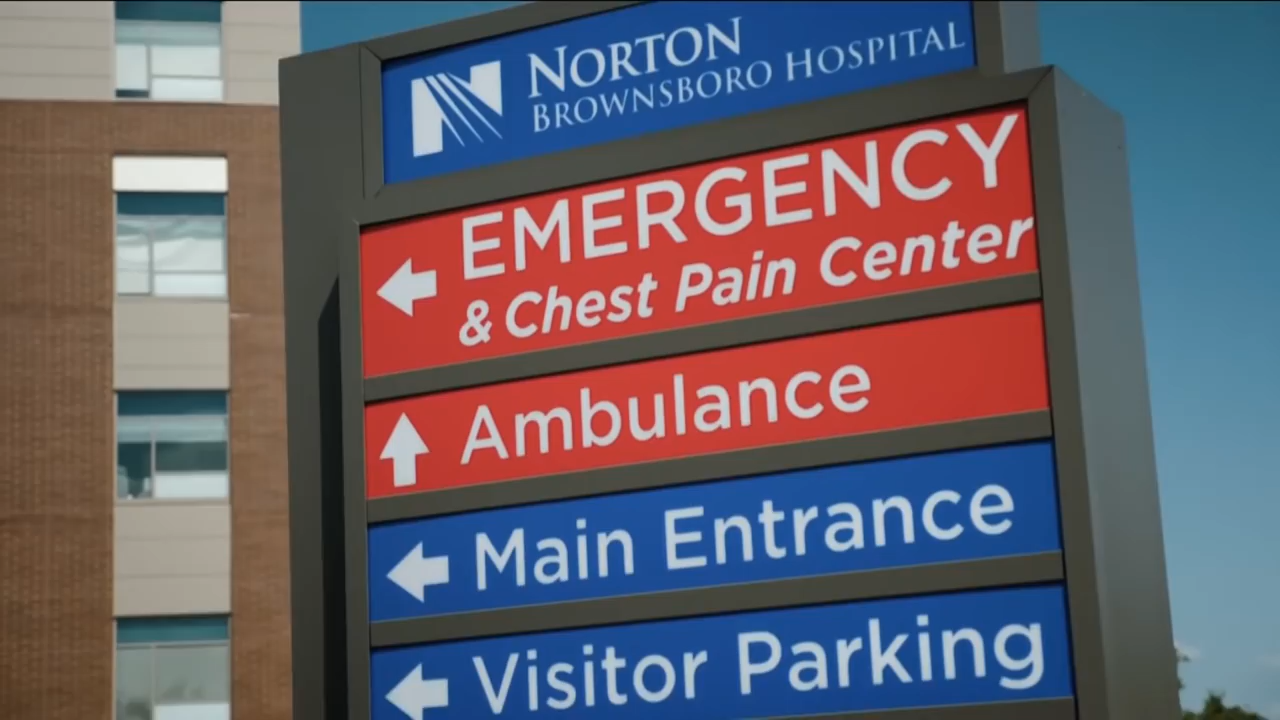 NORTON
BROWNSBORO HOSPITAL
EMERGENCY
& Chest Pain Center
Ambulance
Main Entrance
Visitor Parking